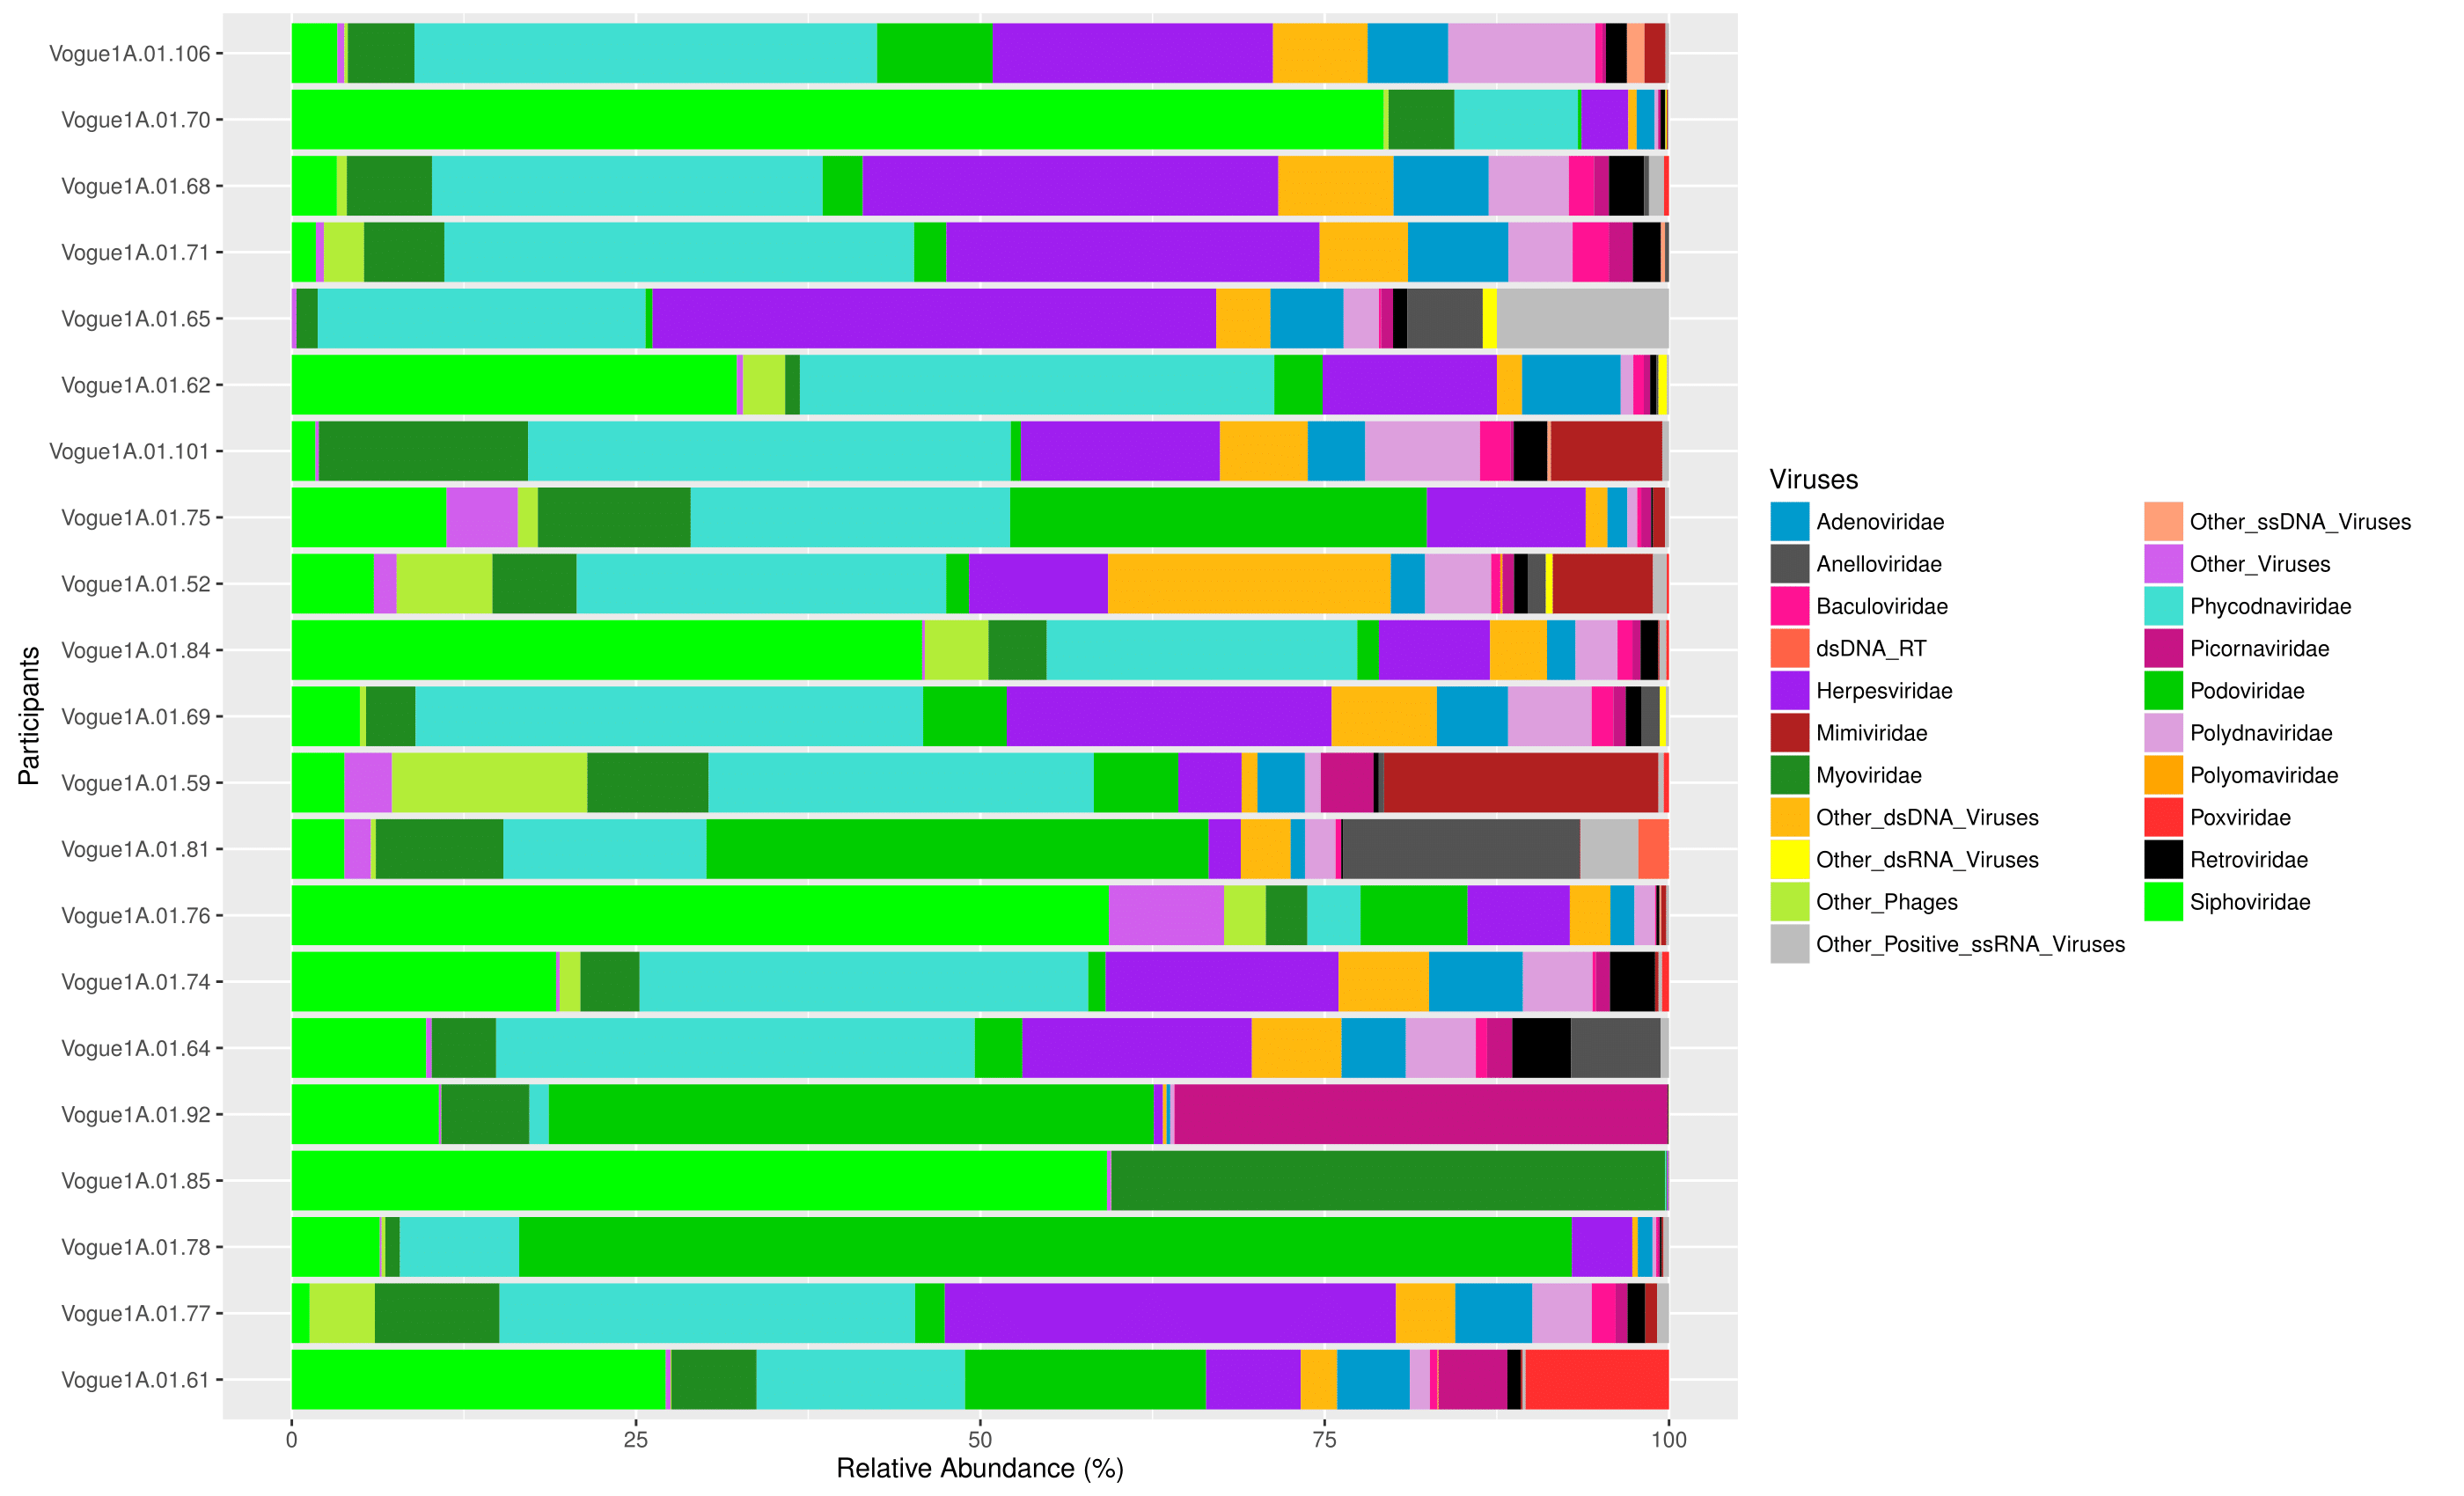 Vogue1A.01.106
Vogue1A.01.70
Vogue1A.01.68
Vogue1A.01.71
Vogue1A.01.65
Vogue1A.01.62
Vogue1A.01.101
Vogue1A.01.75
Vogue1A.01.52
Vogue1A.01.84
Vogue1A.01.69
Vogue1A.01.59
Vogue1A.01.81
Vogue1A.01.76
Vogue1A.01.74
Vogue1A.01.64
Vogue1A.01.92
Vogue1A.01.85
Vogue1A.01.78
Vogue1A.01.77
Vogue1A.01.61
Participants
0 25 50 75 100
Relative Abundance (%)
Viruses
Adenoviridae
Anelloviridae
Baculoviridae
dsDNA_RT
Herpesviridae
Mimiviridae
Myoviridae
Other_dsDNA_Viruses
Other_dsRNA_Viruses
Other_Phages
Other_Positive_ssRNA_Viruses
Other_ssDNA_Viruses
Other_Viruses
Phycodnaviridae
Picornaviridae
Podoviridae
Polydnaviridae
Polyomaviridae
Poxviridae
Retroviridae
Siphoviridae